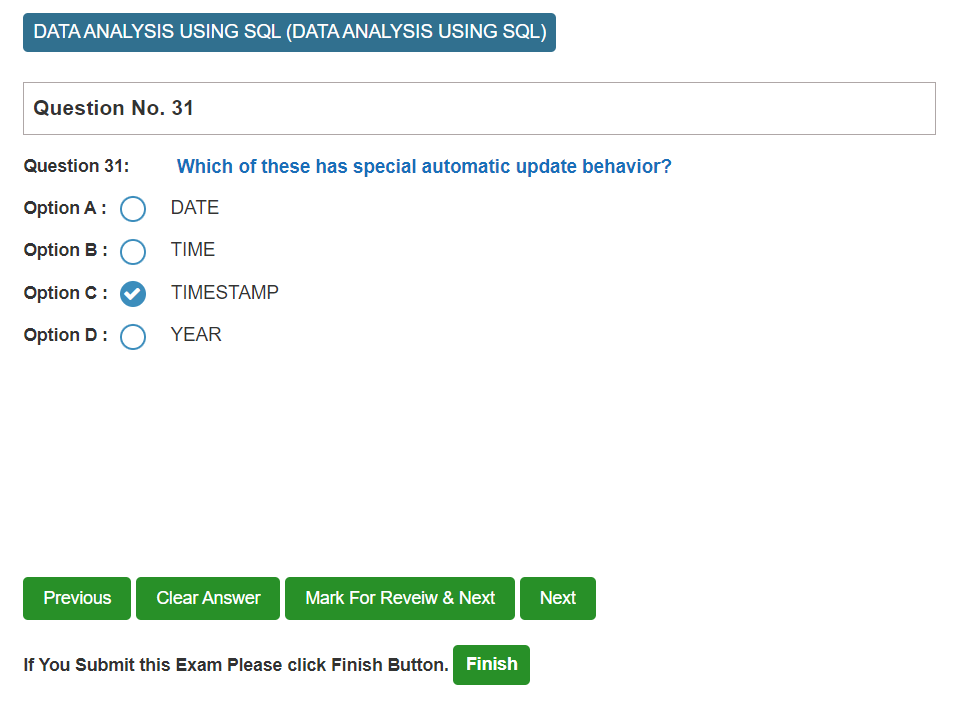 DATA ANALYSIS USING SQL (DATA ANALYSIS USING SQL)
Question No. 31
Question 31: Which of these has special automatic update behavior?
Option A : DATE
Option B : TIME
Option C : TIMESTAMP
Option D : YEAR
Previous Clear Answer Mark For Reveiw & Next Next
If You Submit this Exam Please click Finish Button. Finish